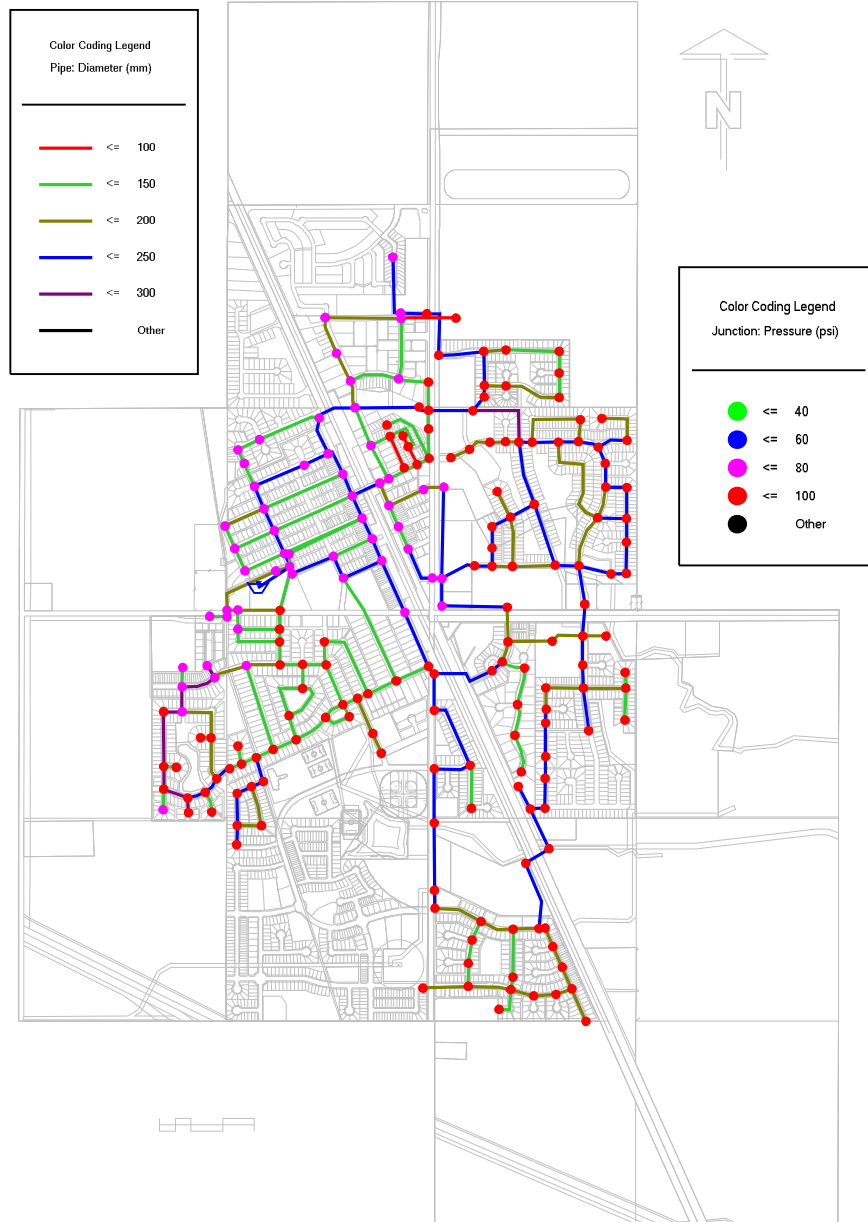 Color Coding Legend
Pipe: Diameter (mm)
<= 100
<= 150
<= 200
<= 250
<= 300
Other
N
Color Coding Legend
Junction: Pressure (psi)
<= 40
<= 60
<= 80
<= 100
Other